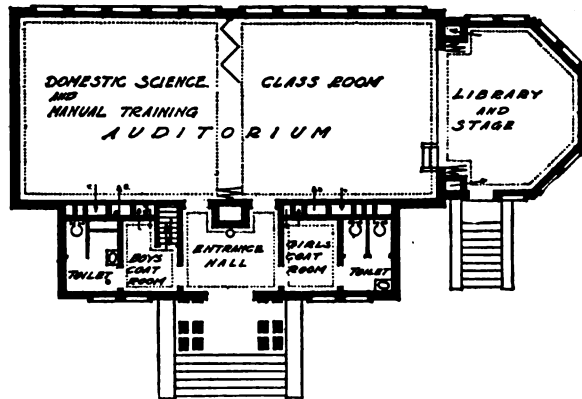 DOMESTIC SCIENCE
AND
MANUAL TRAINING
CLASS ROOM
AUDITORIUM
LIBRARY
AND
STAGE
TOILET
BOYS
COAT
ROOM
ENTRANCE
HALL
GIRLS
COAT
ROOM
TOILET